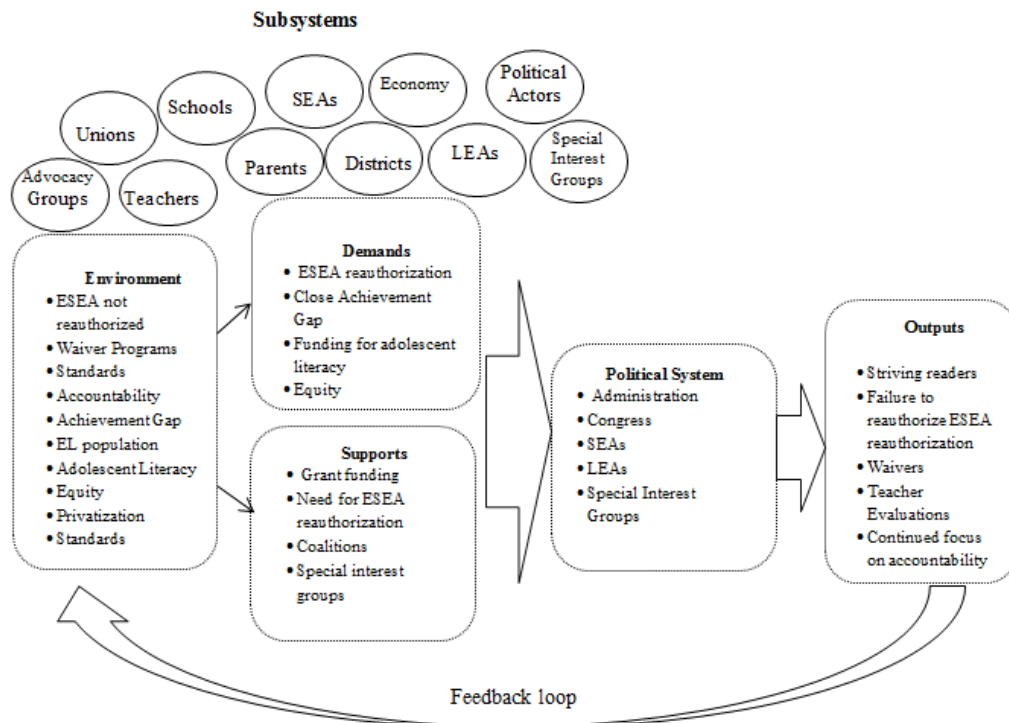 Subsystems
Political
Actors
Economy
SEAs
Schools
Unions
Special
Interest
Groups
LEAs
Districts
Parents
Advocacy
Groups
Teachers
Environment
• ESEA not
reauthorized
• Waiver Programs
• Standards
• Accountability
• Achievement Gap
• EL population
• Adolescent Literacy
• Equity
• Privatization
• Standards
Demands
• ESEA reauthorization
• Close Achievement
Gap
• Funding for adolescent
literacy
• Equity
Supports
• Grant funding
• Need for ESEA
reauthorization
• Coalitions
• Special interest
groups
Political System
• Administration
• Congress
• SEAs
• LEAs
• Special Interest
Groups
Outputs
• Striving readers
• Failure to
reauthorize ESEA
reauthorization
• Waivers
• Teacher
Evaluations
• Continued focus
on accountability
Feedback loop